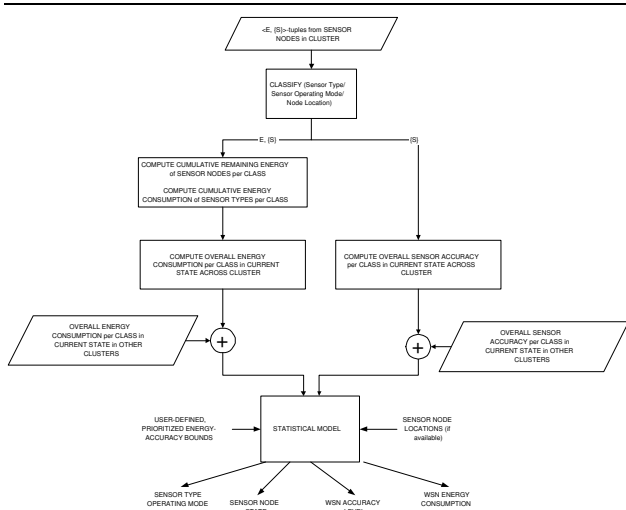 <E, {S}>-tuples from SENSOR
NODES in CLUSTER
CLASSIFY (Sensor Type/
Sensor Operating Mode/
Node Location)
E, {S}
{S}
COMPUTE CUMULATIVE REMAINING ENERGY
of SENSOR NODES per CLASS
COMPUTE CUMULATIVE ENERGY
CONSUMPTION of SENSOR TYPES per CLASS
COMPUTE OVERALL ENERGY
CONSUMPTION per CLASS in CURRENT
STATE ACROSS CLUSTER
COMPUTE OVERALL SENSOR ACCURACY
per CLASS in CURRENT STATE ACROSS
CLUSTER
OVERALL ENERGY
CONSUMPTION per CLASS in
CURRENT STATE in OTHER
CLUSTERS
+
+
OVERALL SENSOR
ACCURACY per CLASS in
CURRENT STATE in OTHER
CLUSTERS
USER-DEFINED,
PRIORITIZED ENERGY-
ACCURACY BOUNDS
STATISTICAL MODEL
SENSOR NODE
LOCATIONS (if
available)
SENSOR TYPE
OPERATING MODE
SENSOR NODE
WSN ACCURACY
WSN ENERGY
CONSUMPTION